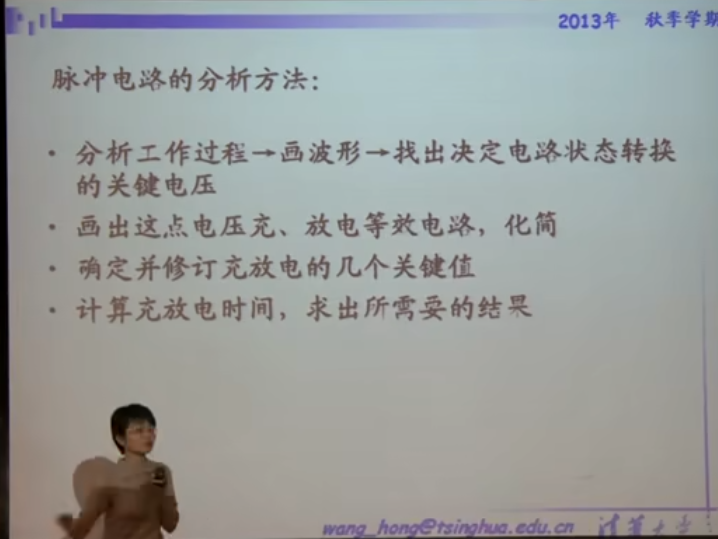 2013年 秋季学期
脉冲电路的分析方法：
• 分析工作过程→画波形→找出决定电路状态转换
的关键电压
• 画出这点电压充、放电等效电路，化简
• 确定并修订充放电的几个关键值
• 计算充放电时间，求出所需要的结果
wang_hong@tsinghua.edu.cn 清华大学